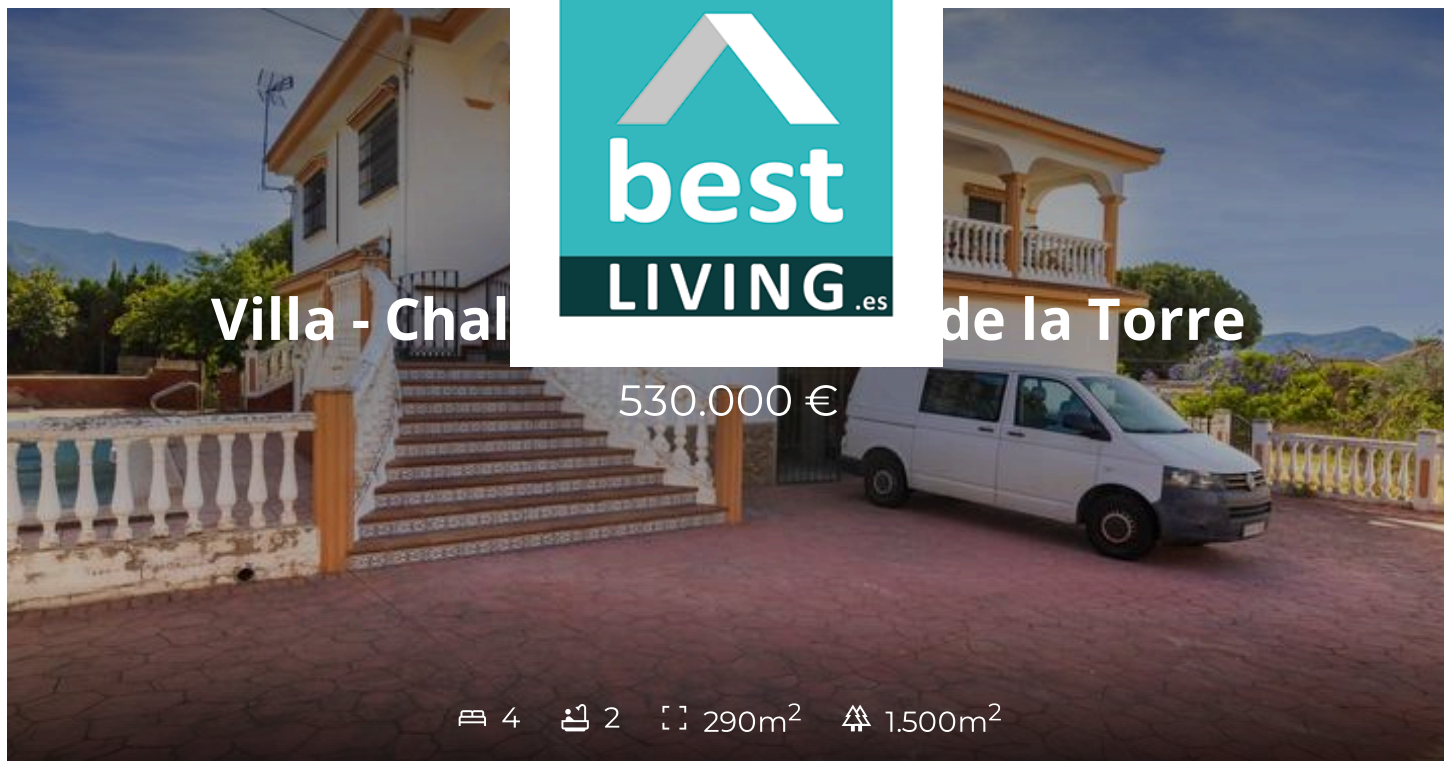 best
LIVING.es
Villa - Chal de la Torre
530.000 €
4 2 290m² 1.500m²